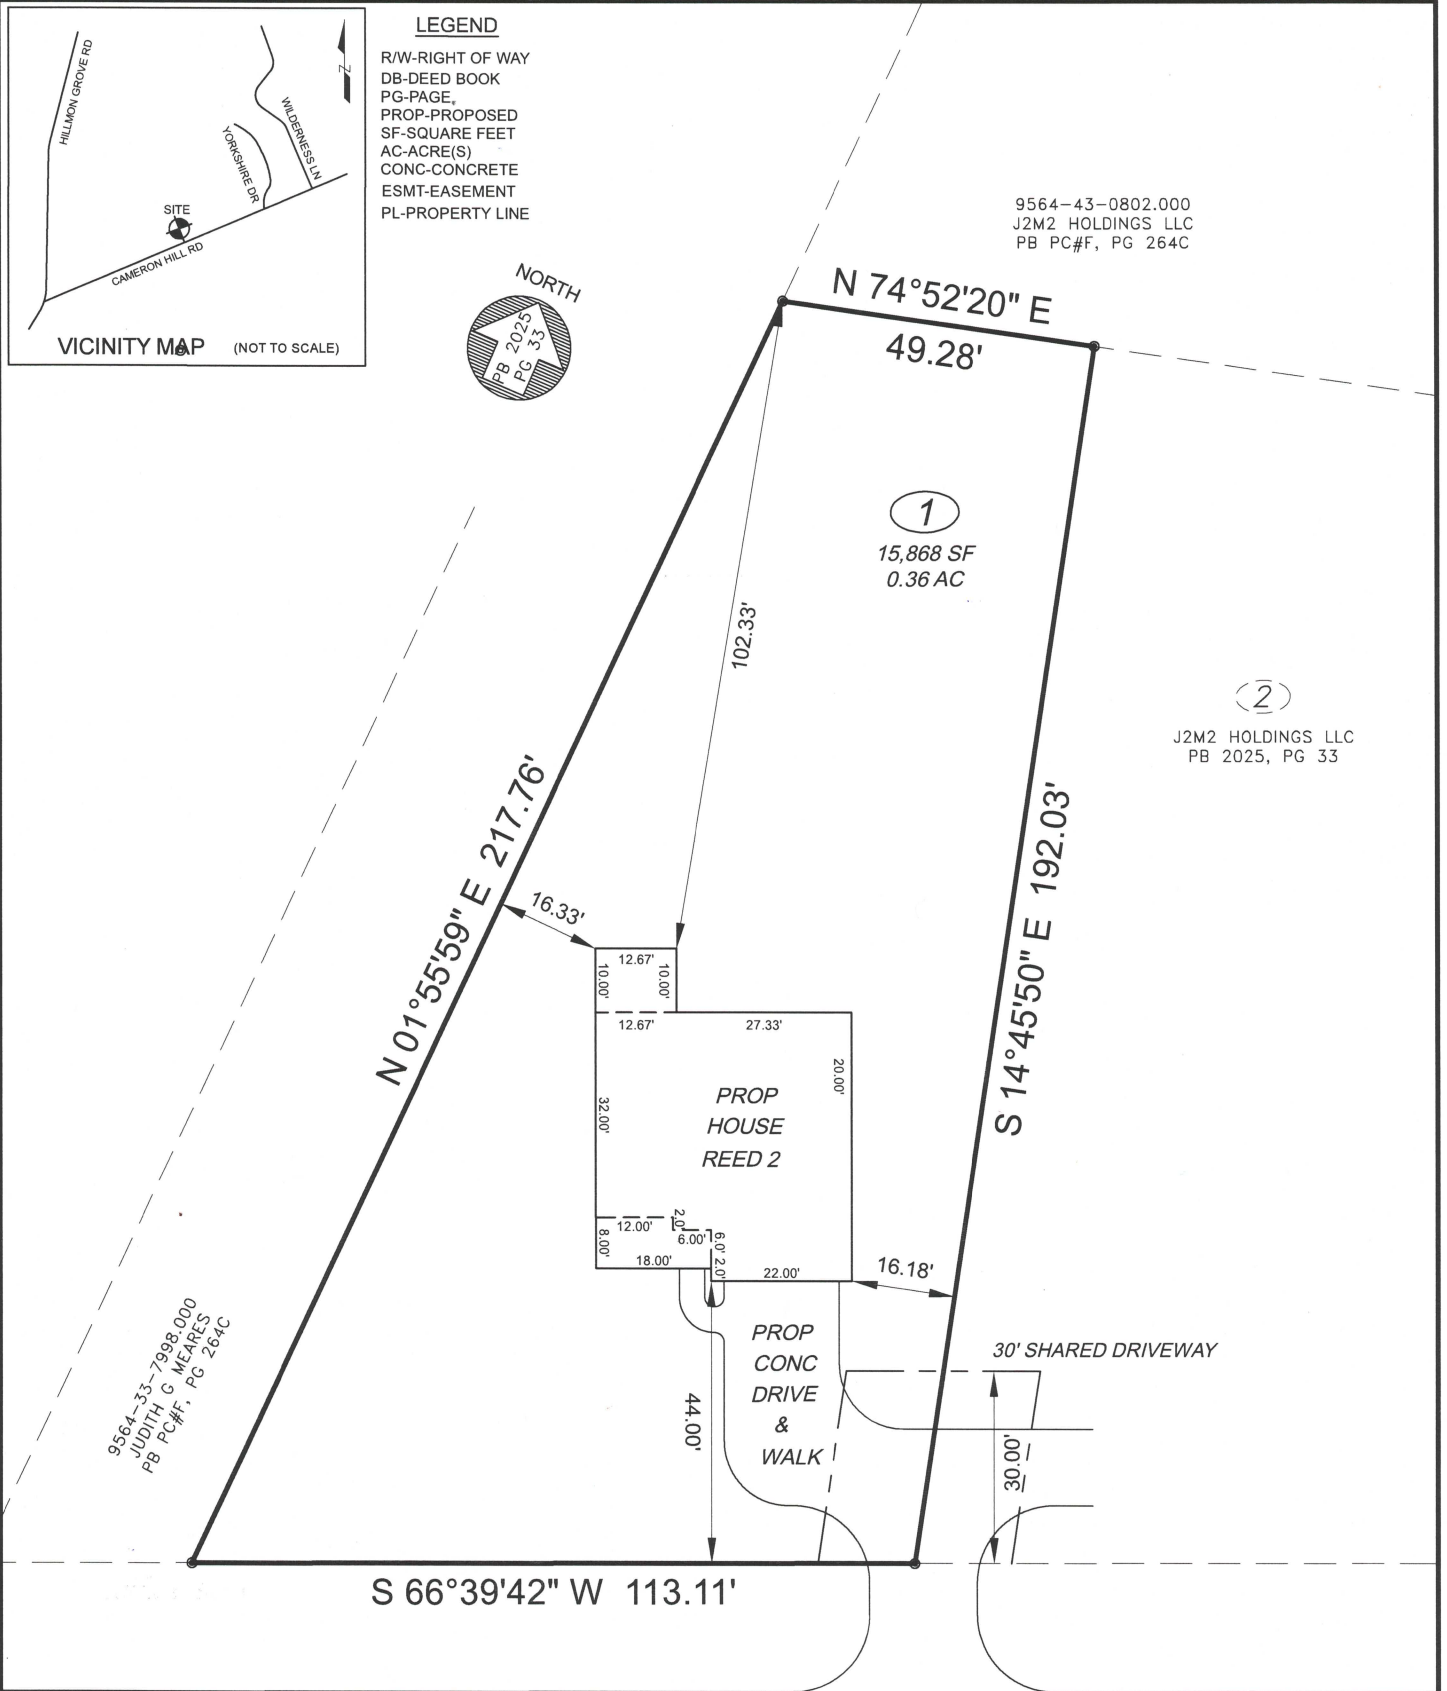 LEGEND
R/W-RIGHT OF WAY
DB-DEED BOOK
PG-PAGE
PROP-PROPOSED
SF-SQUARE FEET
AC-ACRE(S)
CONC-CONCRETE
ESMT-EASEMENT
PL-PROPERTY LINE
HILLMON GROVE RD
YORKSHIRE DR
WILDERNESS LN
N
SITE
CAMERON HILL RD
VICINITY MAP (NOT TO SCALE)
NORTH
PB 2025
PG 33
9564-43-0802.000
J2M2 HOLDINGS LLC
PB PC#F, PG 264C
N 74°52'20" E
49.28'
1
15,868 SF
0.36 AC
102.33'
2
J2M2 HOLDINGS LLC
PB 2025, PG 33
N 01°55'59" E 217.76'
S 14°45'50" E 192.03'
16.33'
12.67'
10.00'
10.00'
12.67'
27.33'
20.00'
32.00'
PROP
HOUSE
REED 2
12.00'
2.0'
6.00'
8.00'
18.00'
6.0'
2.0'
22.00'
16.18'
PROP
CONC
DRIVE
&
WALK
30' SHARED DRIVEWAY
44.00'
30.00'
9564-33-7998.000
JUDITH G MEARES
PB PC#F, PG 264C
S 66°39'42" W 113.11'